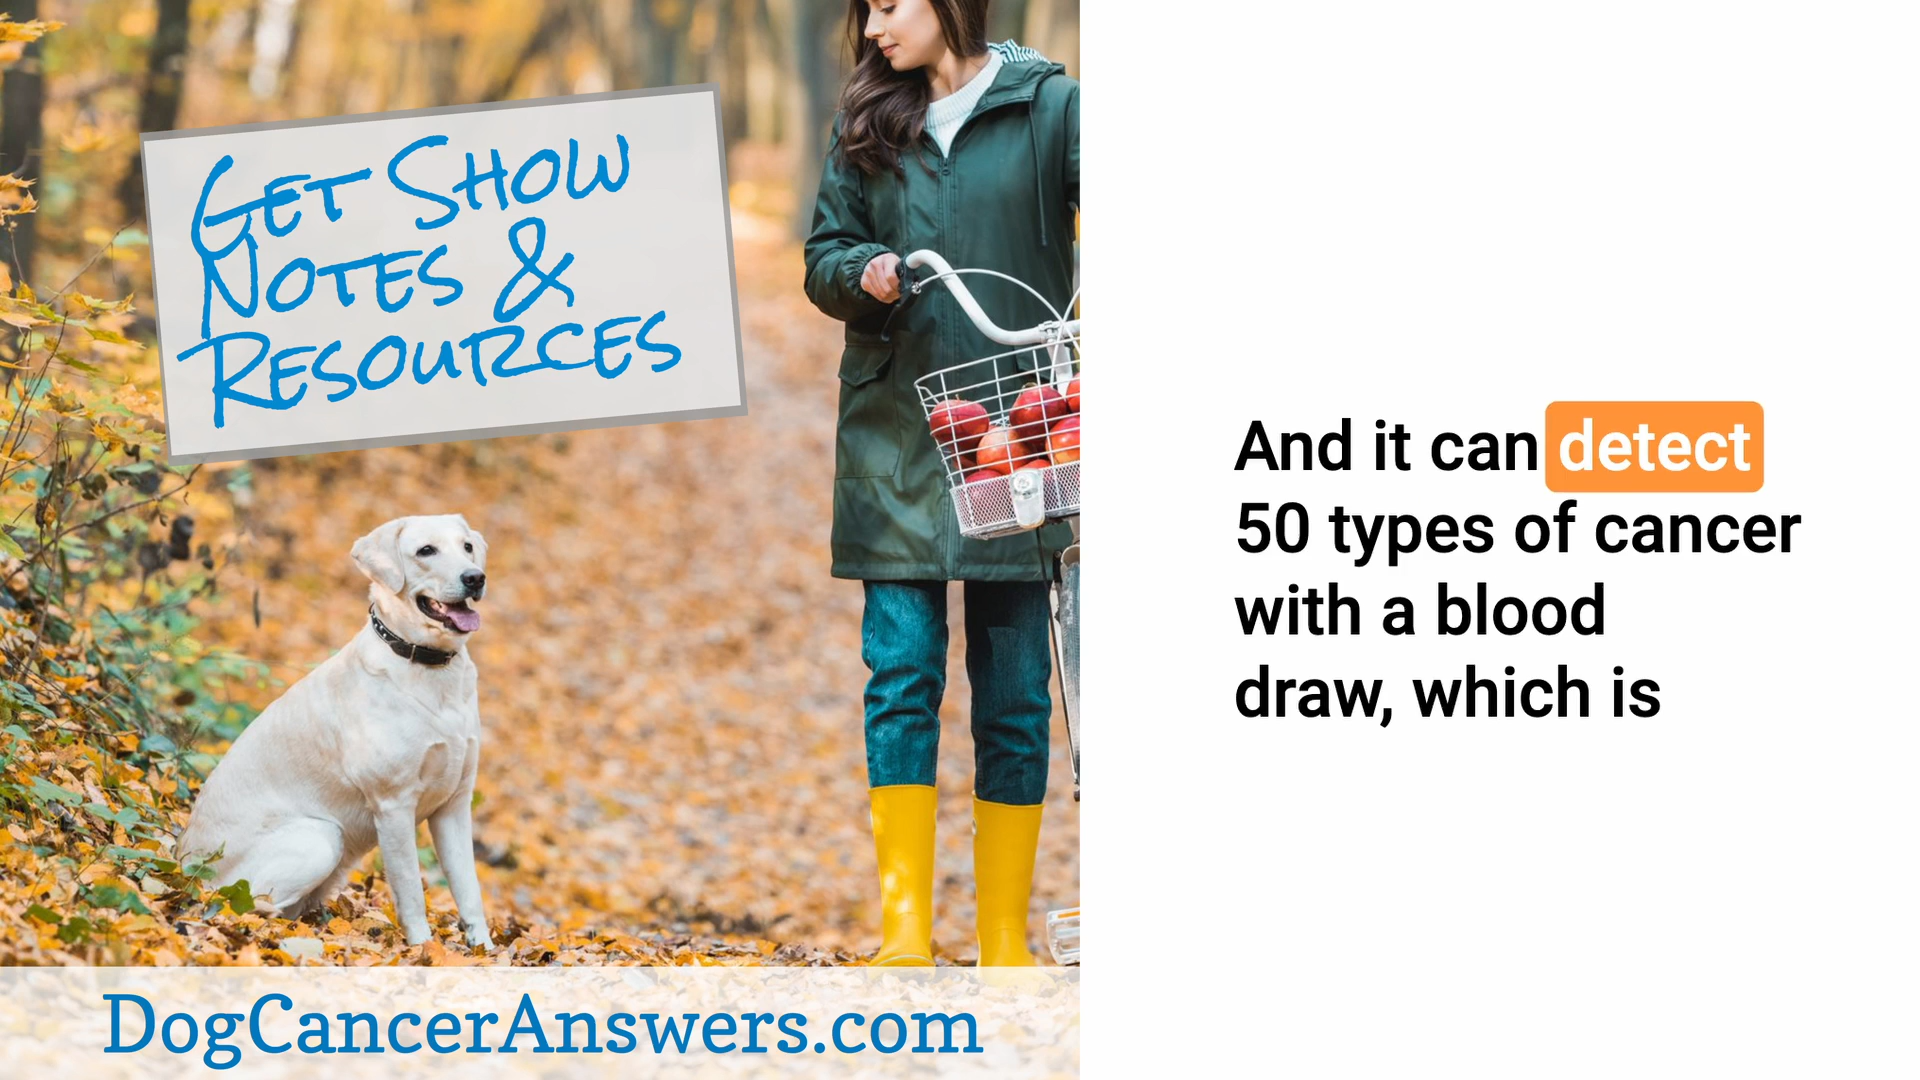 Get Show
Notes &
Resources
DogCancerAnswers.com
And it can detect
50 types of cancer
with a blood
draw, which is